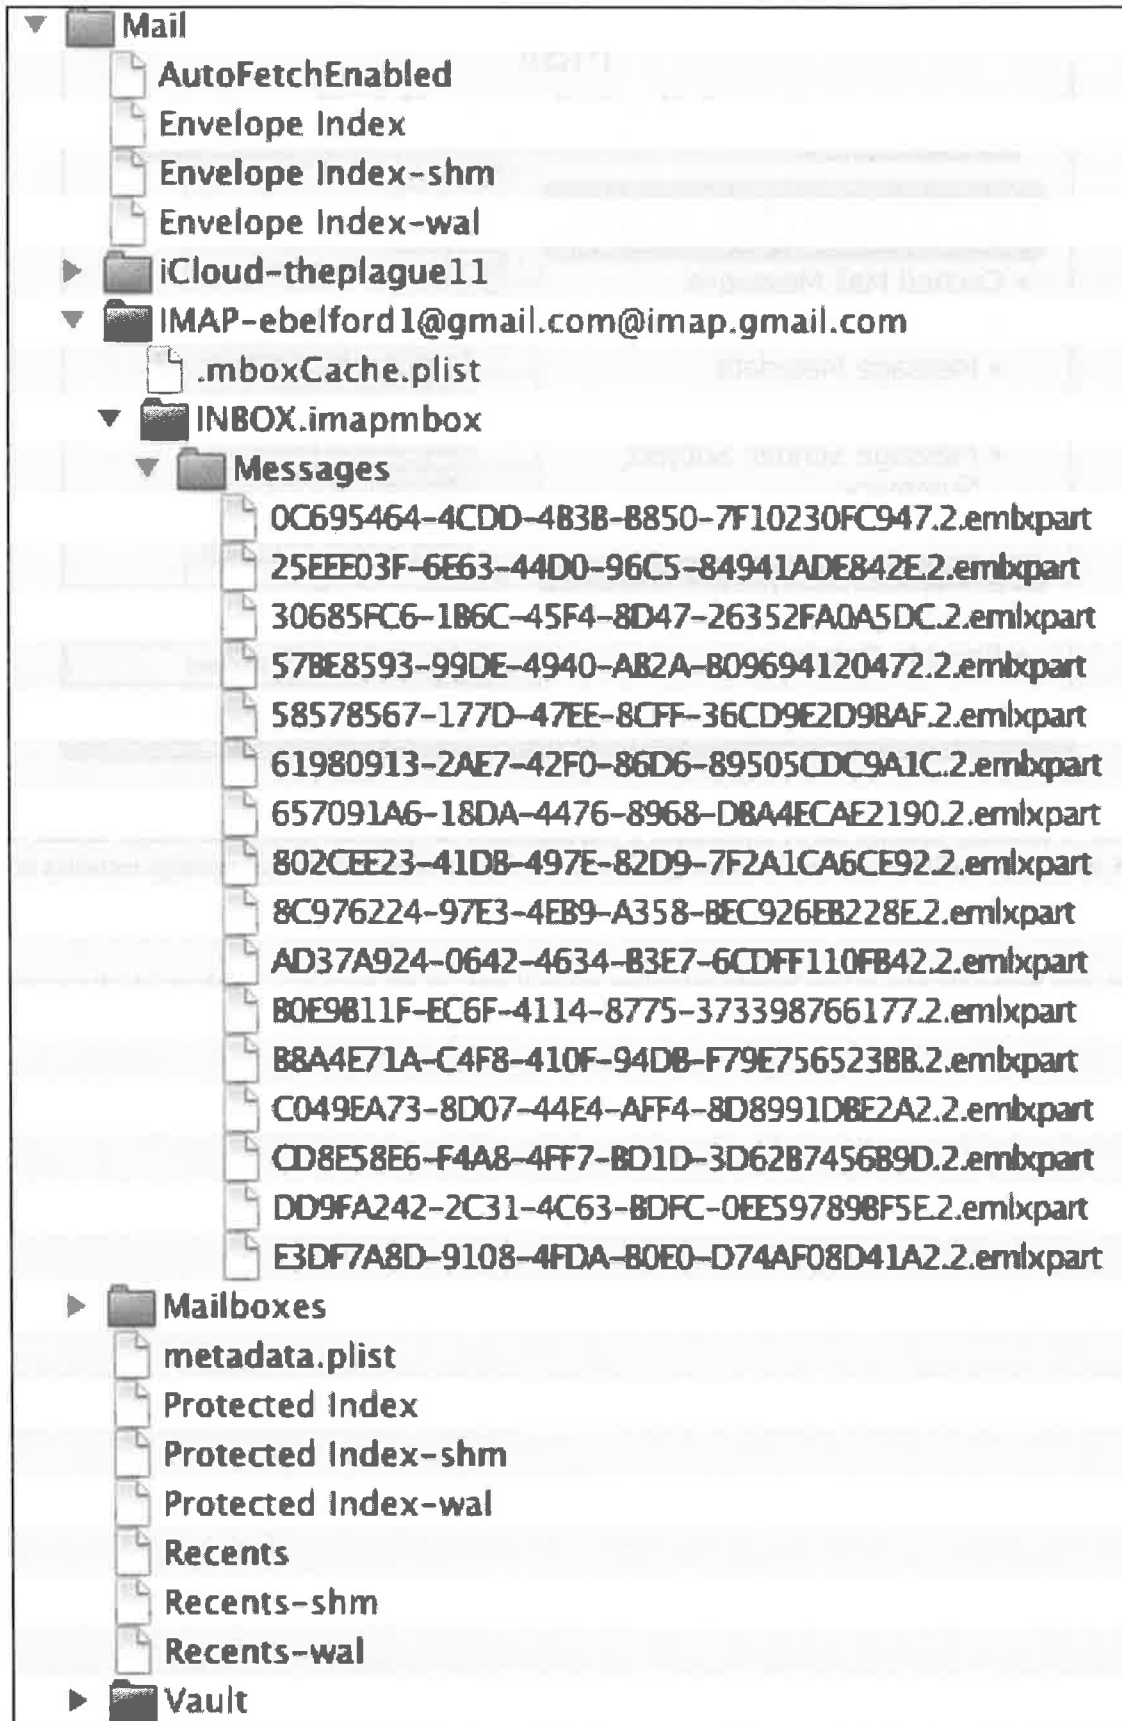 Mail
AutoFetchEnabled
Envelope Index
Envelope Index-shm
Envelope Index-wal
iCloud-theplague11
IMAP-ebelford1@gmail.com@imap.gmail.com
.mboxCache.plist
INBOX.imapmbox
Messages
0C695464-4CDD-4B3B-8850-7F10230FC947.2.emlxpart
25EEE03F-6E63-44D0-96C5-84941ADE842E.2.emlxpart
30685FC6-1B6C-45F4-8D47-26352FA0A5DC.2.emlxpart
57BE8593-99DE-4940-AB2A-B09694120472.2.emlxpart
58578567-177D-47EE-8CFF-36CD9E2D9BAF.2.emlxpart
61980913-2AE7-42F0-86D6-89505CDC9A1C.2.emlxpart
657091A6-18DA-4476-8968-DBA4ECAE2190.2.emlxpart
802CEE23-41DB-497E-82D9-7F2A1CA6CE92.emlxpart
8C976224-97E3-4EB9-A358-BEC926EB228E.2.emlxpart
AD37A924-0642-4634-B3E7-6CDFF110FB42.2.emlxpart
B0E9B11F-EC6F-4114-8775-373398766177.2.emlxpart
B8A4E71A-C4F8-410F-94DB-F79E756523BB.2.emlxpart
C049EA73-8D07-44E4-AFF4-8D8991DBE2A2.2.emlxpart
CD8E58E6-F4A8-4FF7-BD1D-3D62B7456B9D.2.emlxpart
DD9FA242-2C31-4C63-BDFC-0EE597898F5E.2.emlxpart
E3DF7A8D-9108-4FDA-B0E0-D74AF08D41A2.2.emlxpart
Mailboxes
metadata.plist
Protected Index
Protected Index-shm
Protected Index-wal
Recents
Recents-shm
Recents-wal
Vault